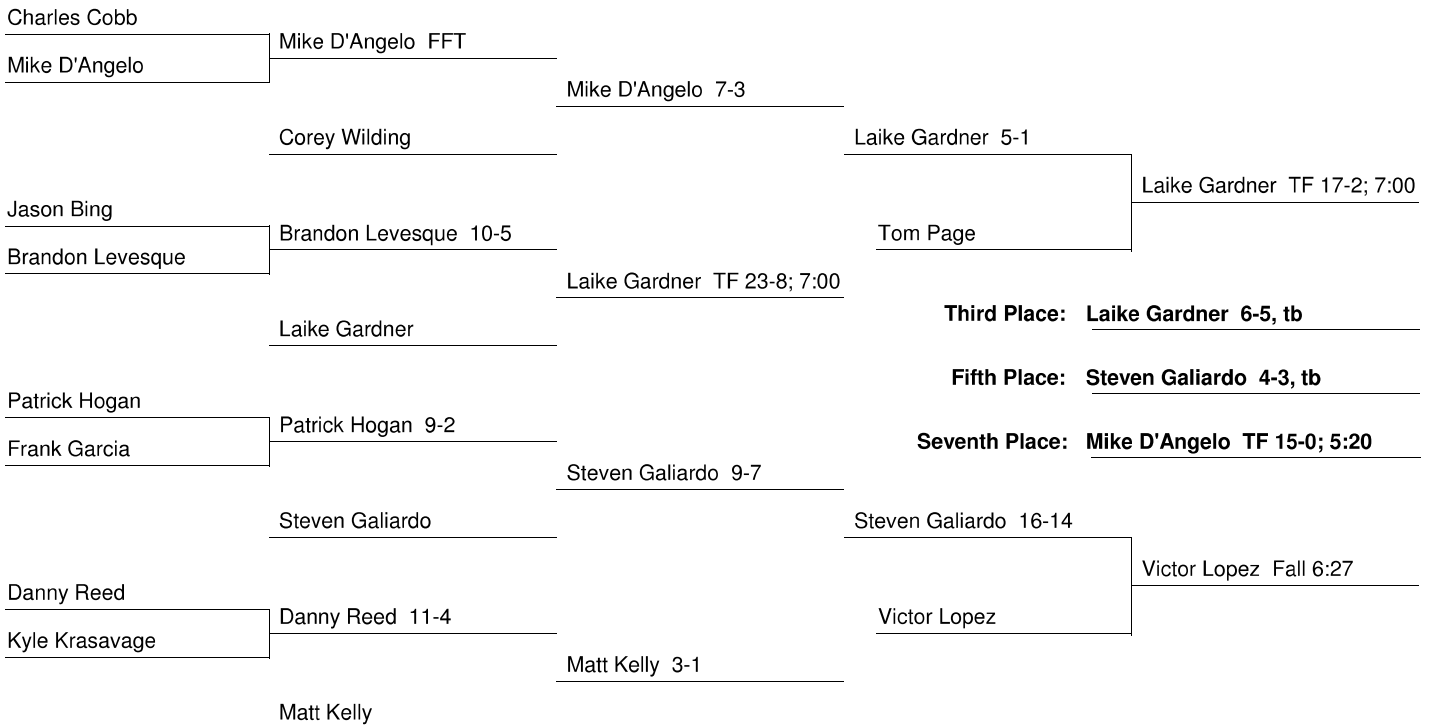 Charles Cobb
Mike D'Angelo FFT
Mike D'Angelo
Mike D'Angelo 7-3
Corey Wilding
Laike Gardner 5-1
Laike Gardner TF 17-2; 7:00
Jason Bing
Brandon Levesque 10-5
Tom Page
Brandon Levesque
Laike Gardner TF 23-8; 7:00
Third Place: Laike Gardner 6-5, tb
Laike Gardner
Fifth Place: Steven Galiardo 4-3, tb
Patrick Hogan
Patrick Hogan 9-2
Seventh Place: Mike D'Angelo TF 15-0; 5:20
Frank Garcia
Steven Galiardo 9-7
Steven Galiardo
Steven Galiardo 16-14
Victor Lopez Fall 6:27
Danny Reed
Danny Reed 11-4
Victor Lopez
Kyle Krasavage
Matt Kelly 3-1
Matt Kelly